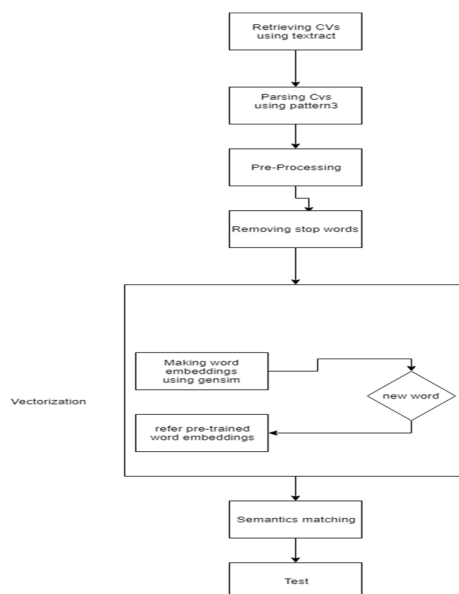 Retrieving CVs
using textract
Parsing Cvs
using pattern3
Pre-Processing
Removing stop words
Making word
embeddings
using gensim
new word
Vectorization
refer pre-trained
word embeddings
Semantics matching
Test